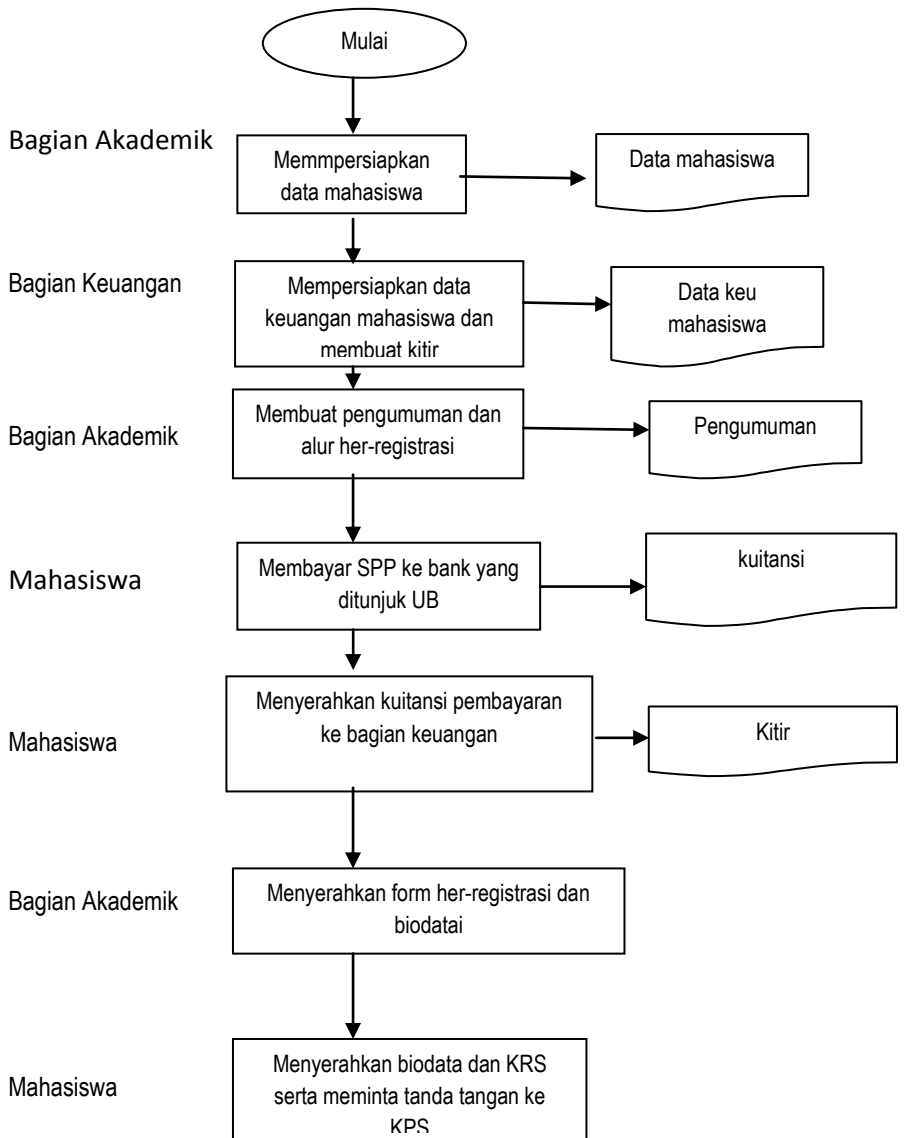 Mulai
Bagian Akademik
Memmpersiapkan
data mahasiswa
Data mahasiswa
Bagian Keuangan
Mempersiapkan data
keuangan mahasiswa dan
membuat kitir
Data keu
mahasiswa
Bagian Akademik
Membuat pengumuman dan
alur her-registrasi
Pengumuman
Mahasiswa
Membayar SPP ke bank yang
ditunjuk UB
kuitansi
Mahasiswa
Menyerahkan kuitansi pembayaran
ke bagian keuangan
Kitir
Bagian Akademik
Menyerahkan form her-registrasi dan
biodatai
Mahasiswa
Menyerahkan biodata dan KRS
serta meminta tanda tangan ke
KPS